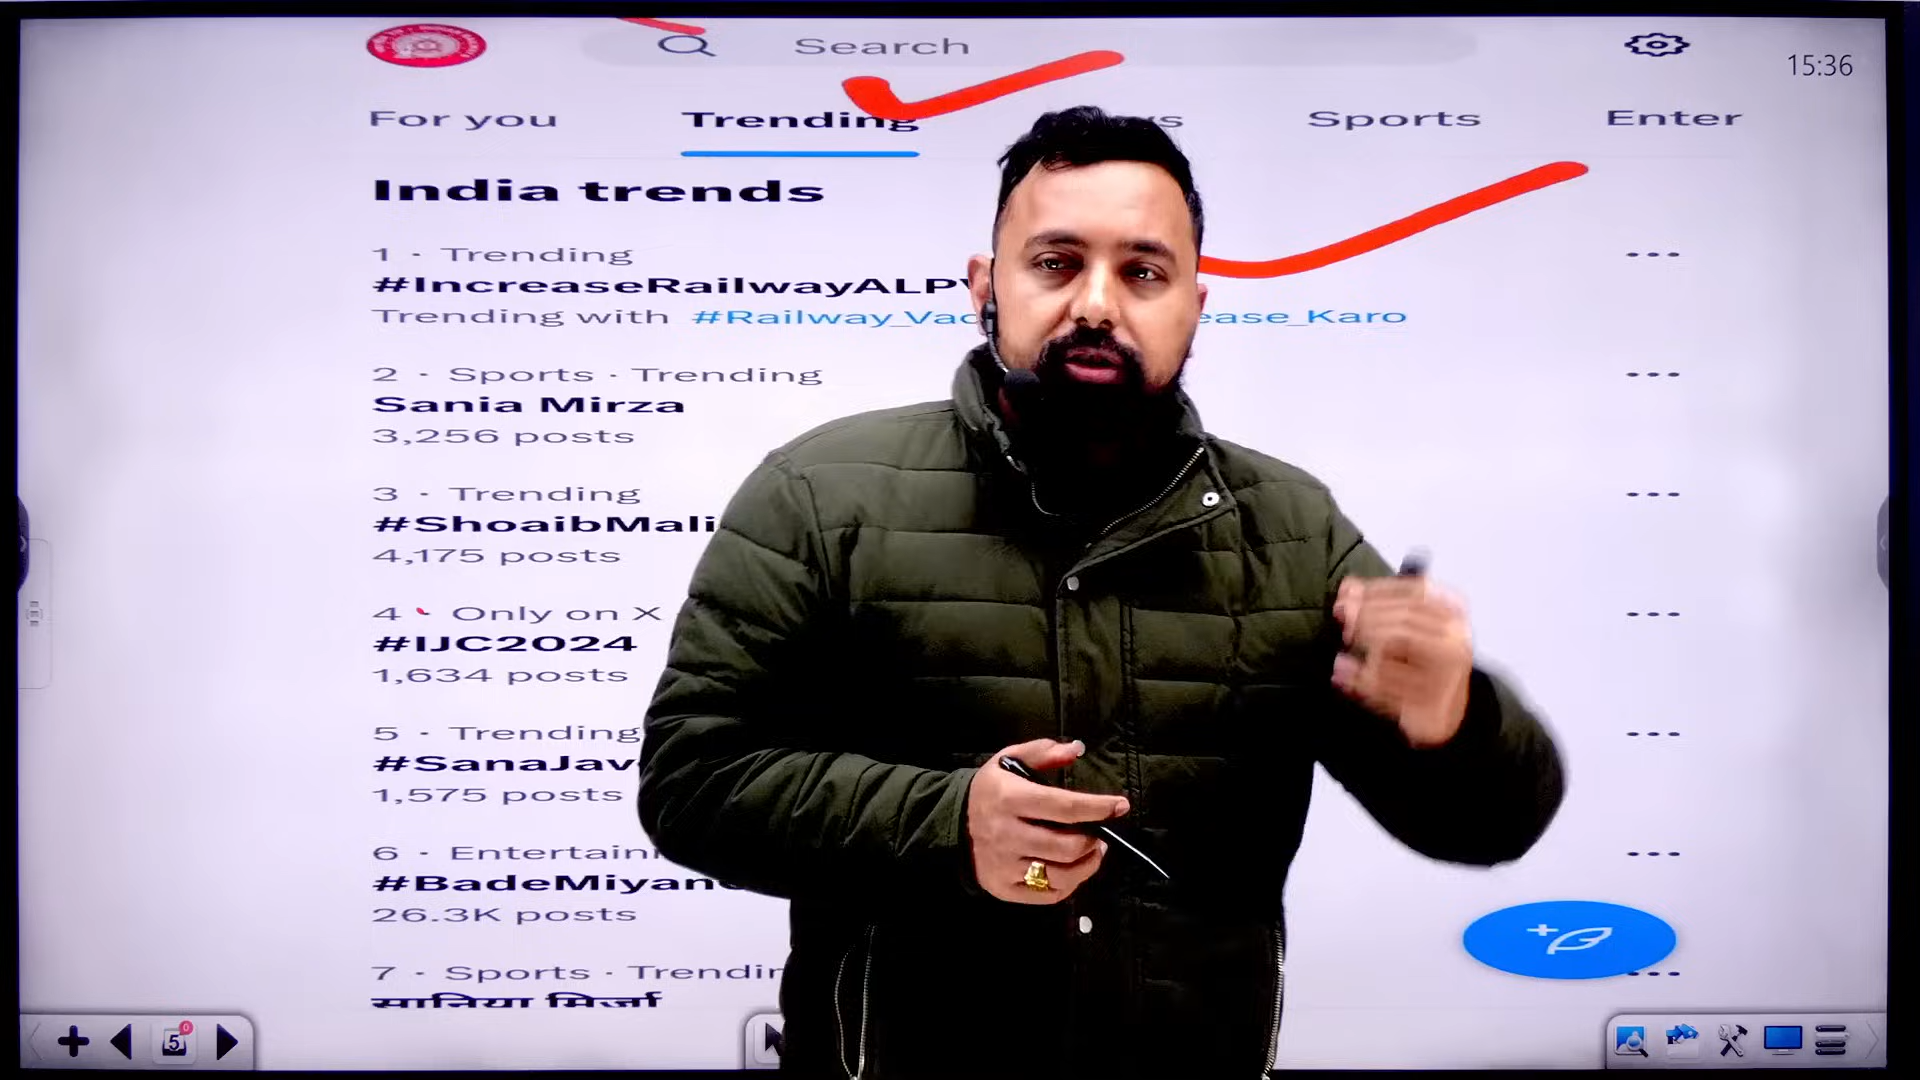 Search
15:36
For you Trending Sports Enter
India trends
1 · Trending
#IncreaseRailwayALP
Trending with #Railway_Vac ease_Karo
2 · Sports · Trending
Sania Mirza
3,256 posts
3 · Trending
#ShoaibMali
4,175 posts
4 · Only on X
#IJC2024
1,634 posts
5 · Trending
#SanaJav
1,575 posts
6 · Entertain
#BadeMiyan
26.3K posts
7 · Sports · Trendin
सानिया मिर्जा
5
0